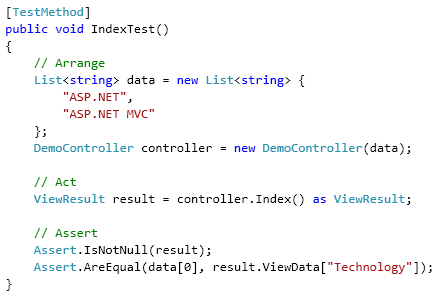 [TestMethod]
public void IndexTest()
{
    // Arrange
    List<string> data = new List<string> {
        "ASP.NET",
        "ASP.NET MVC"
    };
    DemoController controller = new DemoController(data);

    // Act
    ViewResult result = controller.Index() as ViewResult;

    // Assert
    Assert.IsNotNull(result);
    Assert.AreEqual(data[0], result.ViewData["Technology"]);
}